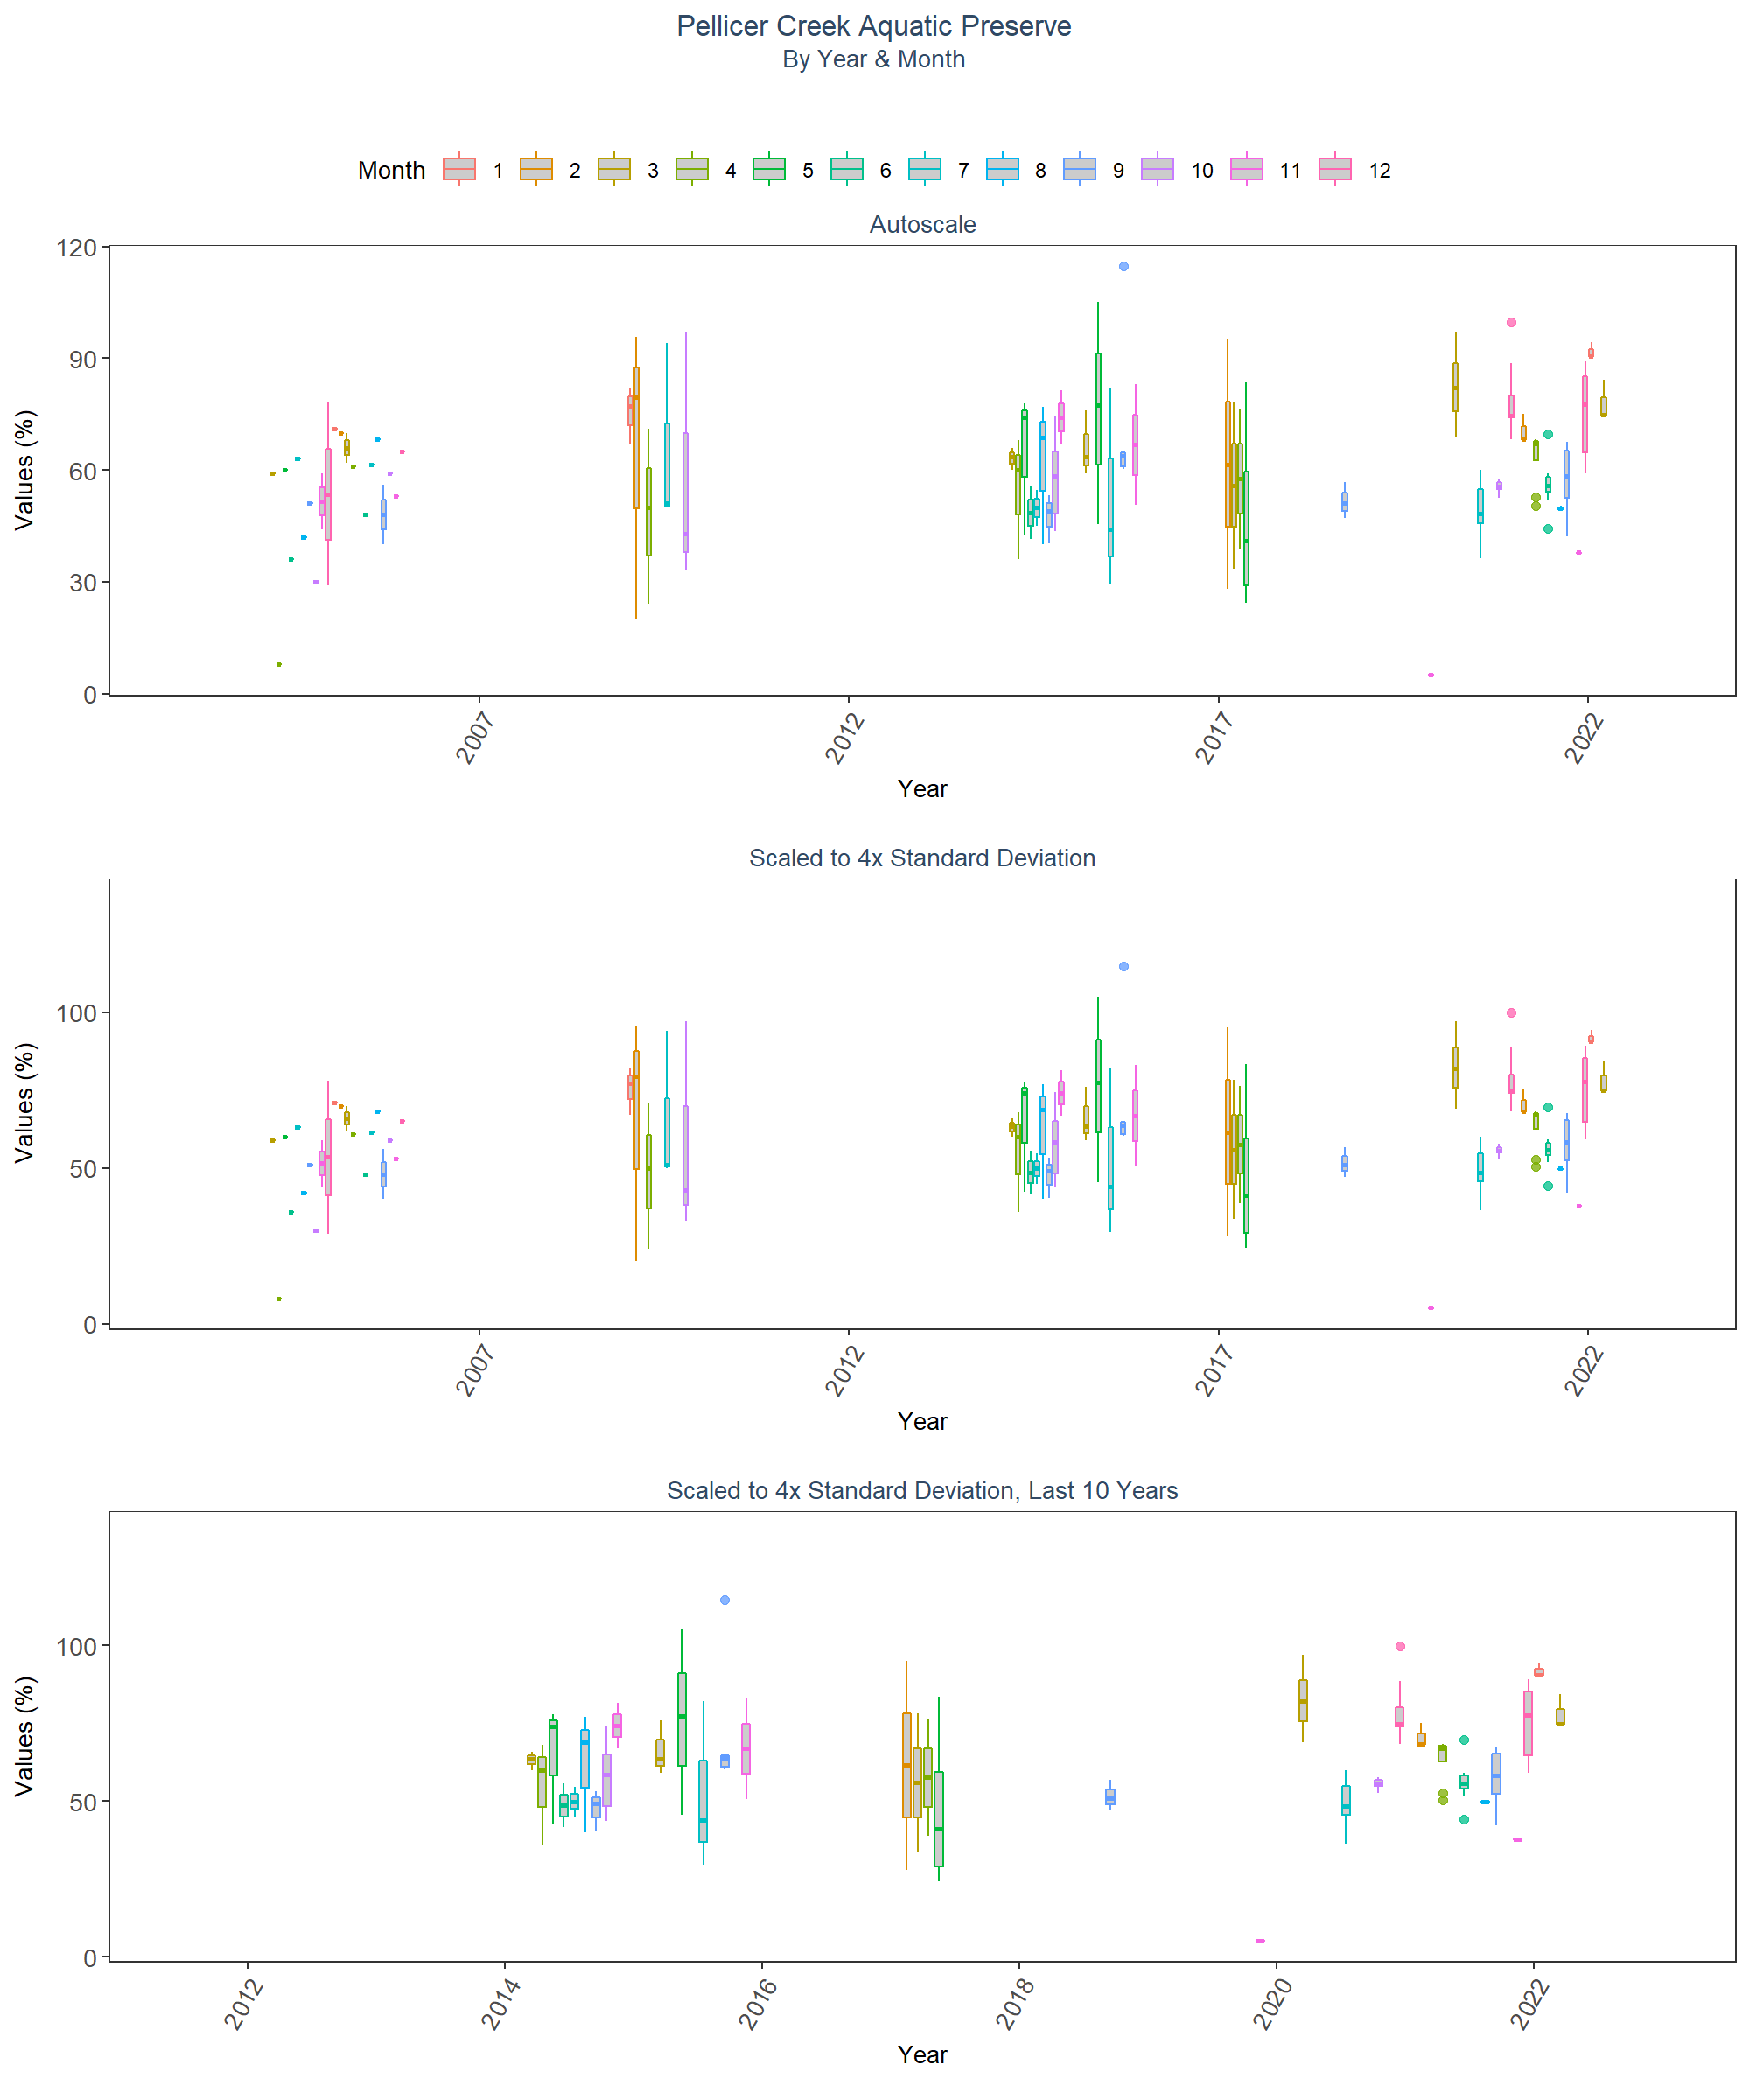 Pellicer Creek Aquatic Preserve
By Year & Month
Month 1 2 3 4 5 6 7 8 9 10 11 12
Autoscale
Values (%)
120
90
60
30
0
2007 2012 2017 2022
Year
Scaled to 4x Standard Deviation
Values (%)
100
50
0
2007 2012 2017 2022
Year
Scaled to 4x Standard Deviation, Last 10 Years
Values (%)
100
50
0
2012 2014 2016 2018 2020 2022
Year